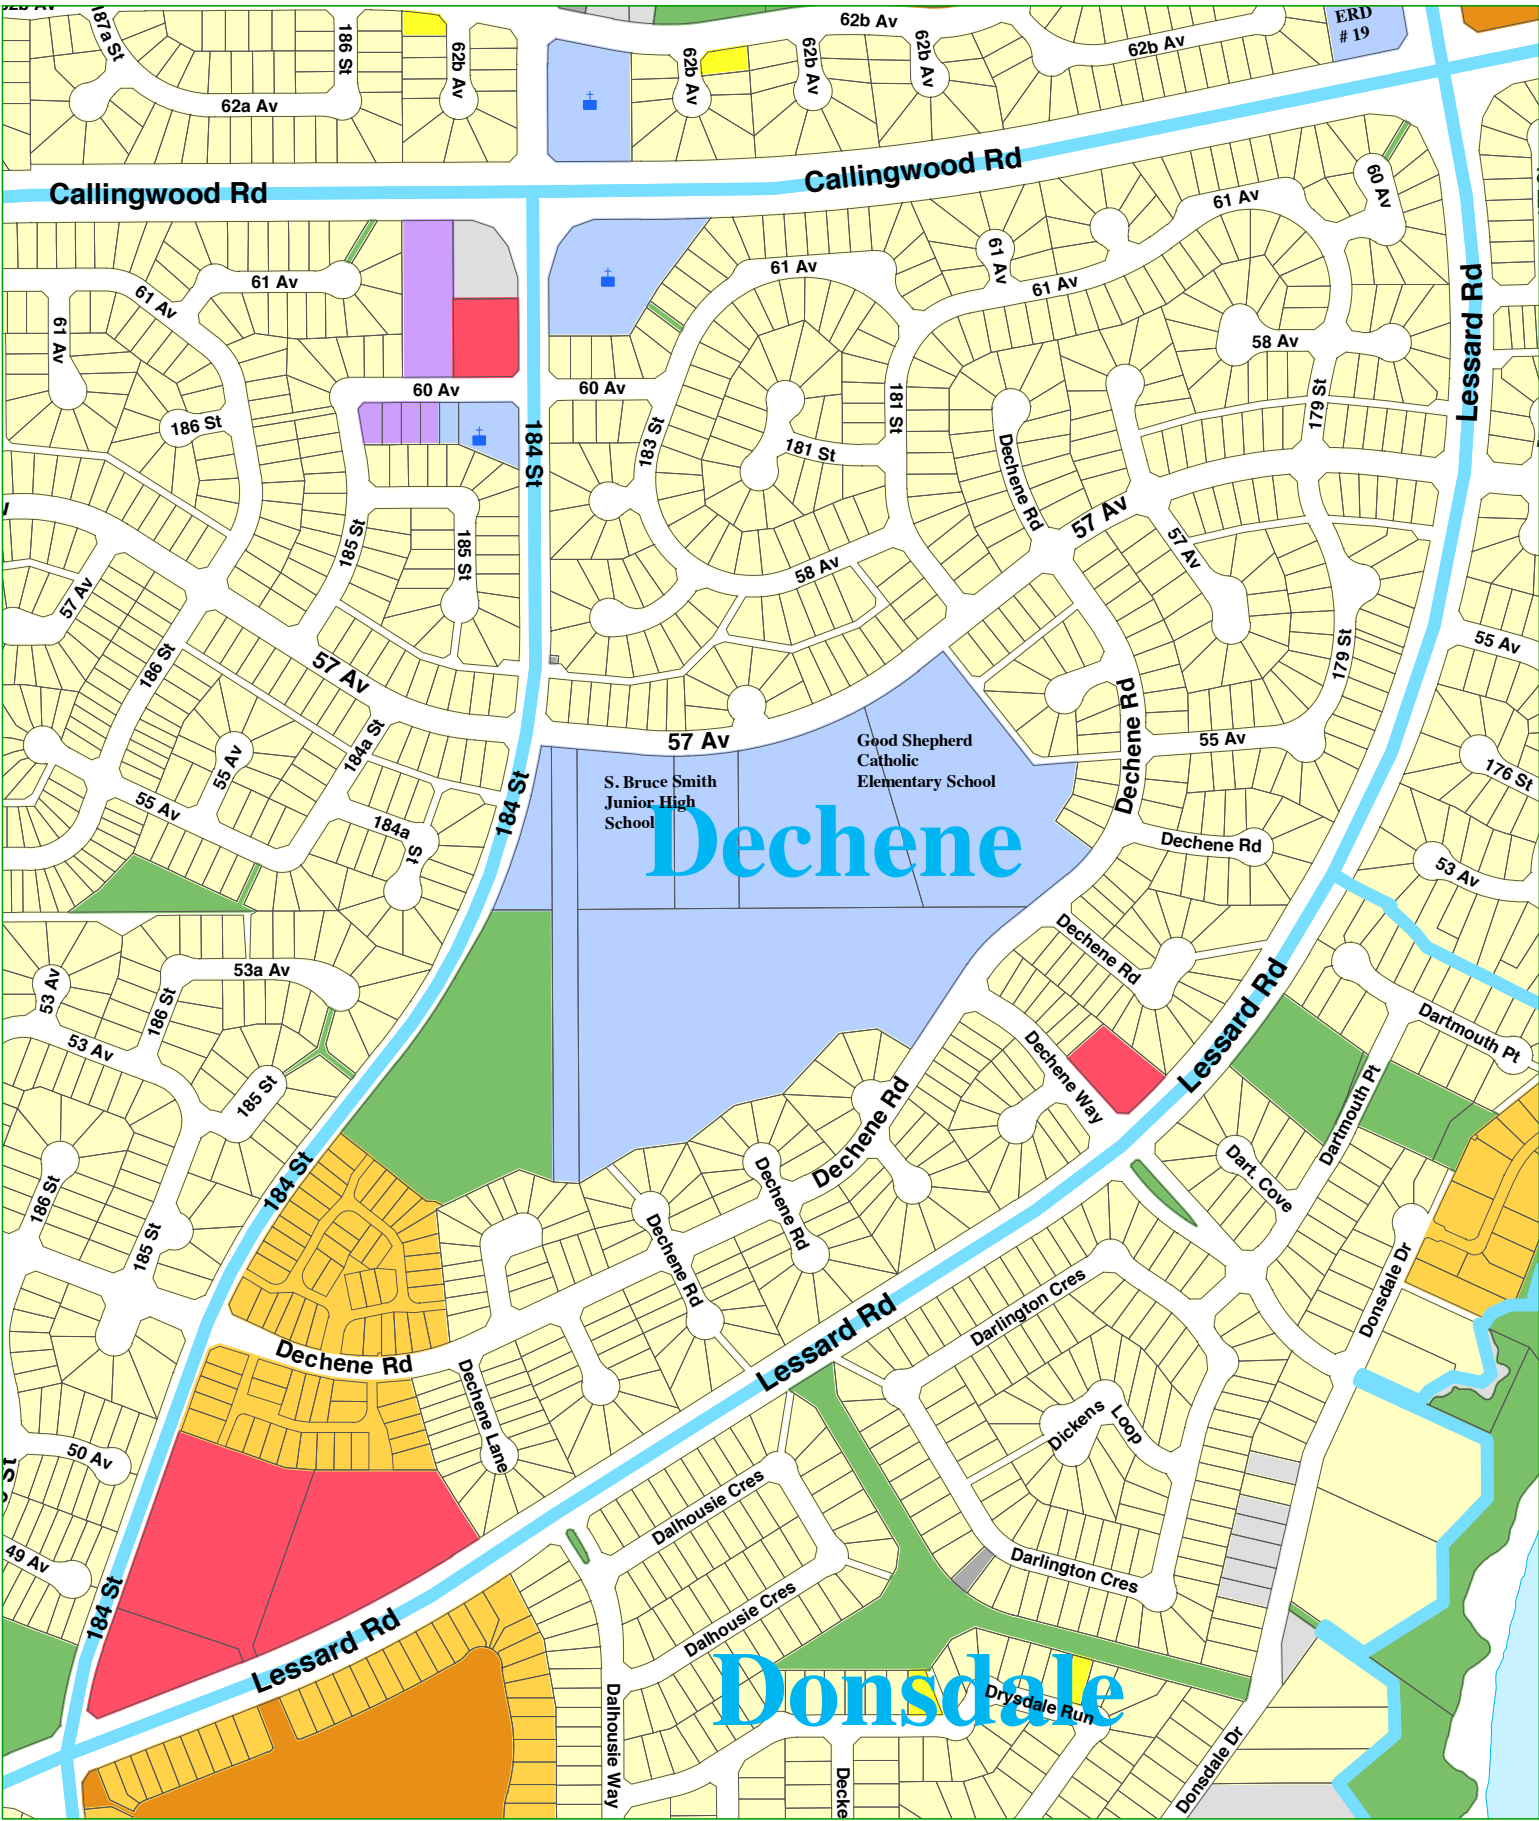 187a St
186 St
62b Av
62b Av
62b Av
62b Av
62b Av
62b Av
ERD
# 19
62a Av
Callingwood Rd
Callingwood Rd
60 Av
61 Av
61 Av
61 Av
61 Av
61 Av
61 Av
61 Av
Lessard Rd
58 Av
60 Av
60 Av
179 St
184 St
181 St
186 St
183 St
181 St
Dechene Rd
57 Av
57 Av
185 St
185 St
58 Av
57 Av
179 St
55 Av
186 St
57 Av
Dechene Rd
55 Av
184a St
57 Av
Good Shepherd
Catholic
Elementary School
S. Bruce Smith
Junior High
School
Dechene
176 St
55 Av
55 Av
184 St
184a
St
Dechene Rd
53 Av
Dechene Rd
53a Av
53 Av
186 St
Lessard Rd
Dartmouth Pt
53 Av
Dechene Way
185 St
Dartmouth Pt
Dechene Rd
Dart. Cove
184 St
186 St
Dechene Rd
185 St
Dechene Rd
Donsdale Dr
Darlington Cres
Lessard Rd
Dechene Rd
Dechene Lane
Dickens
Loop
50 Av
Dalhousie Cres
49 Av
Darlington Cres
184 St
Dalhousie Cres
Lessard Rd
Donsdale
Drysdale Run
Dalhousie Way
Donsdale Dr
Decke